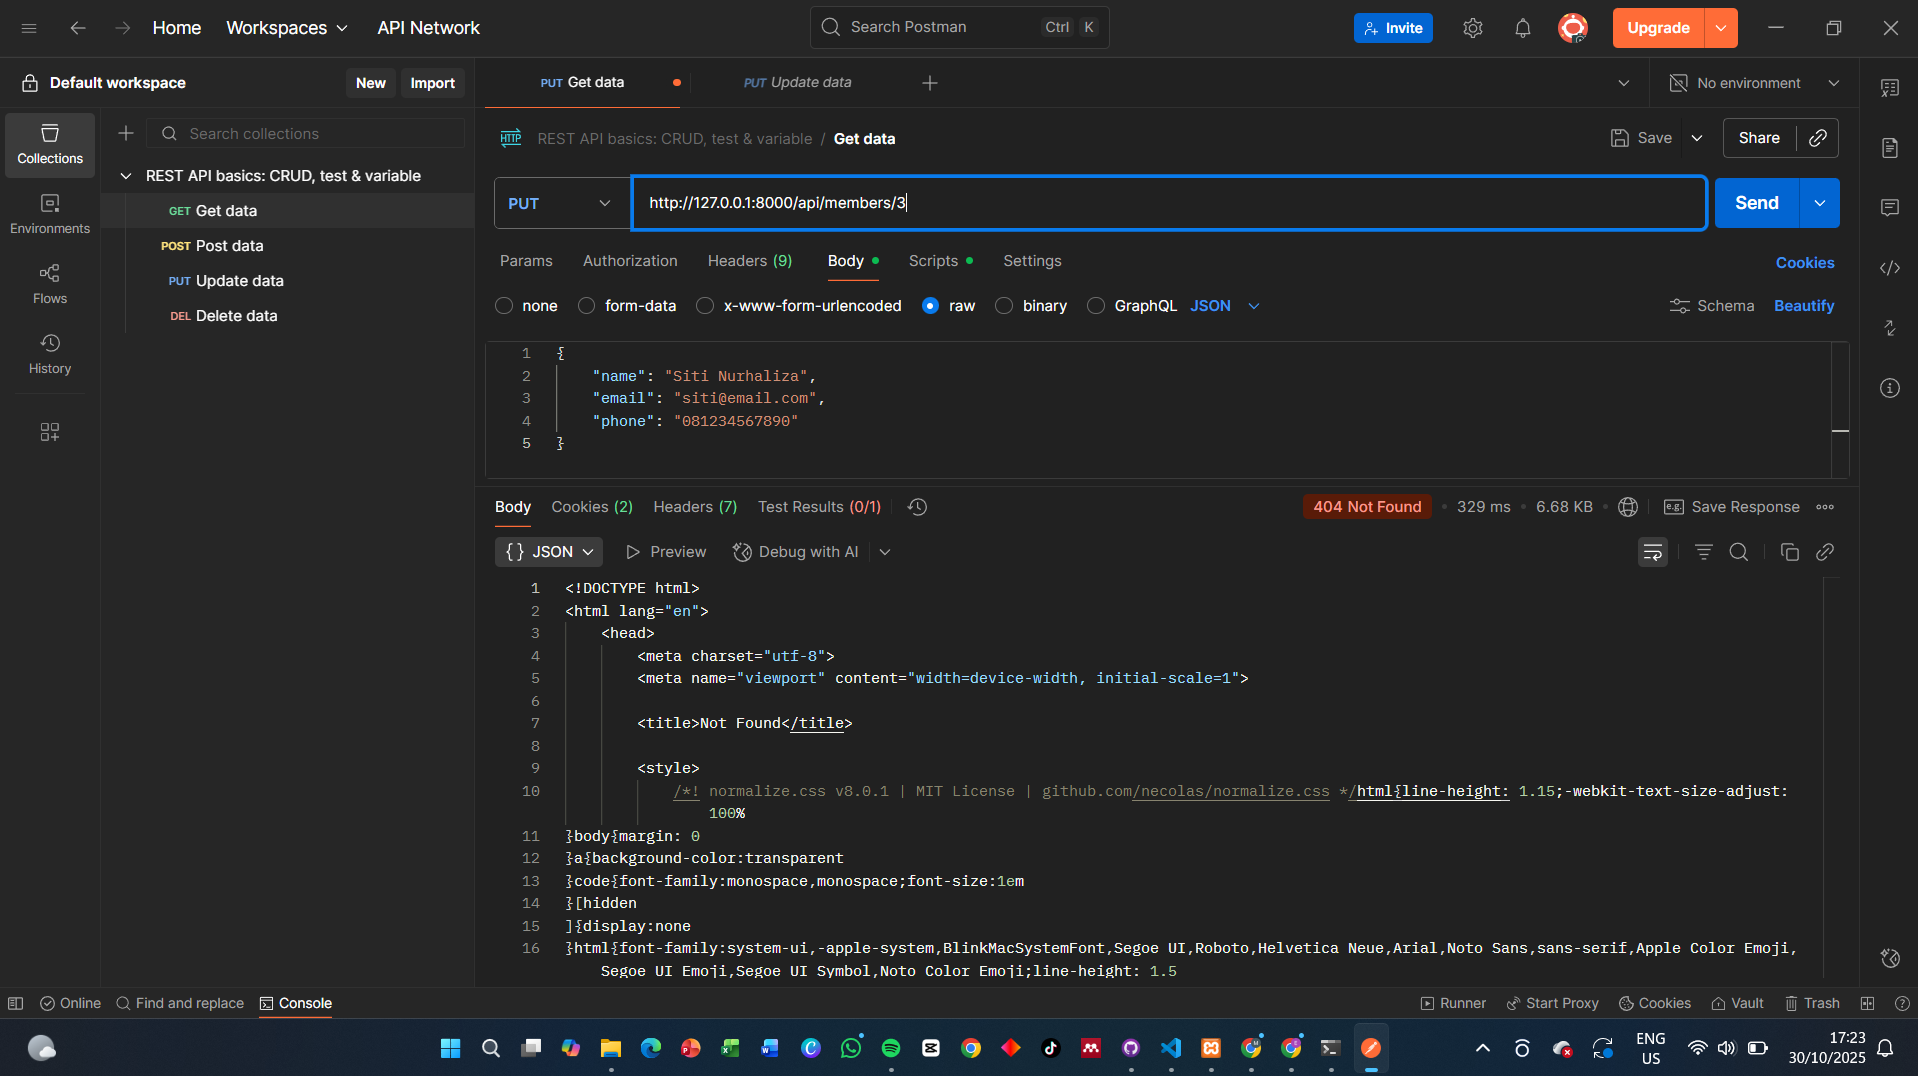 Home
Workspaces
API Network
Search Postman
Ctrl K
Invite
Upgrade
Default workspace
New
Import
PUT Get data
PUT Update data
No environment
Collections
Environments
Flows
History
Search collections
REST API basics: CRUD, test & variable
GET Get data
POST Post data
PUT Update data
DEL Delete data
HTTP REST API basics: CRUD, test & variable / Get data
Save
Share
PUT
http://127.0.0.1:8000/api/members/3
Send
Params
Authorization
Headers (9)
Body
Scripts
Settings
Cookies
none
form-data
x-www-form-urlencoded
raw
binary
GraphQL
JSON
Schema
Beautify
1 {
2 "name": "Siti Nurhaliza",
3 "email": "siti@email.com",
4 "phone": "081234567890"
5 }
Body
Cookies (2)
Headers (7)
Test Results (0/1)
404 Not Found
329 ms
6.68 KB
e.g. Save Response
{} JSON
Preview
Debug with AI
1 <!DOCTYPE html>
2 <html lang="en">
3 <head>
4 <meta charset="utf-8">
5 <meta name="viewport" content="width=device-width, initial-scale=1">
6
7 <title>Not Found</title>
8
9 <style>
10 /*! normalize.css v8.0.1 | MIT License | github.com/necolas/normalize.css */html{line-height: 1.15;-webkit-text-size-adjust:
100%
11 }body{margin: 0
12 }a{background-color:transparent
13 }code{font-family:monospace,monospace;font-size:1em
14 }[hidden
15 ]{display:none
16 }html{font-family:system-ui,-apple-system,BlinkMacSystemFont,Segoe UI,Roboto,Helvetica Neue,Arial,Noto Sans,sans-serif,Apple Color Emoji,
Segoe UI Emoji,Segoe UI Symbol,Noto Color Emoji;line-height: 1.5
Online
Find and replace
Console
Runner
Start Proxy
Cookies
Vault
Trash
ENG
US
17:23
30/10/2025